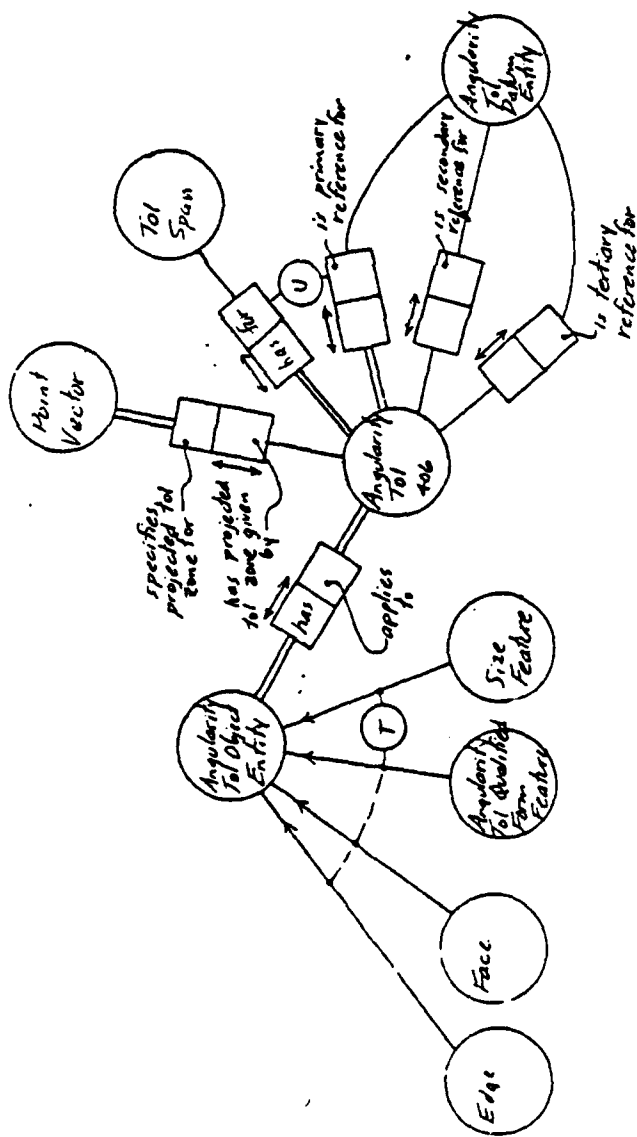 Point
Vector
Tol
Span
specifies
projected tol
zone for
has projected
tol zone given
by
has
for
U
is primary
reference for
Angularity
Tol
Datum
Entity
is secondary
reference for
is tertiary
reference for
Angularity
Tol
406
has
applies
to
Angularity
Tol Object
Entity
T
Edge
Face
Angularity
Tol Qualified
Form
Feature
Size
Feature